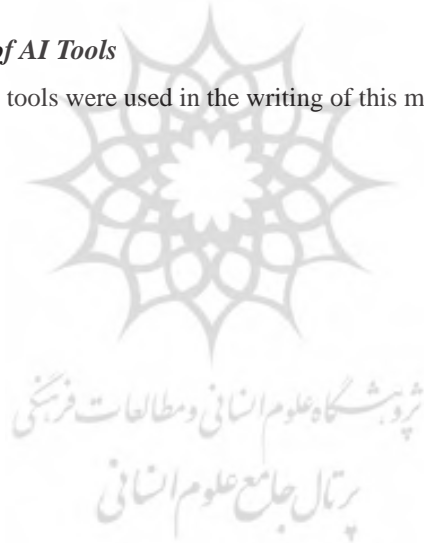 of AI Tools
tools were used in the writing of this m
پژوهشگاه علوم انسانی و مطالعات فرهنگی
پرتال جامع علوم انسانی